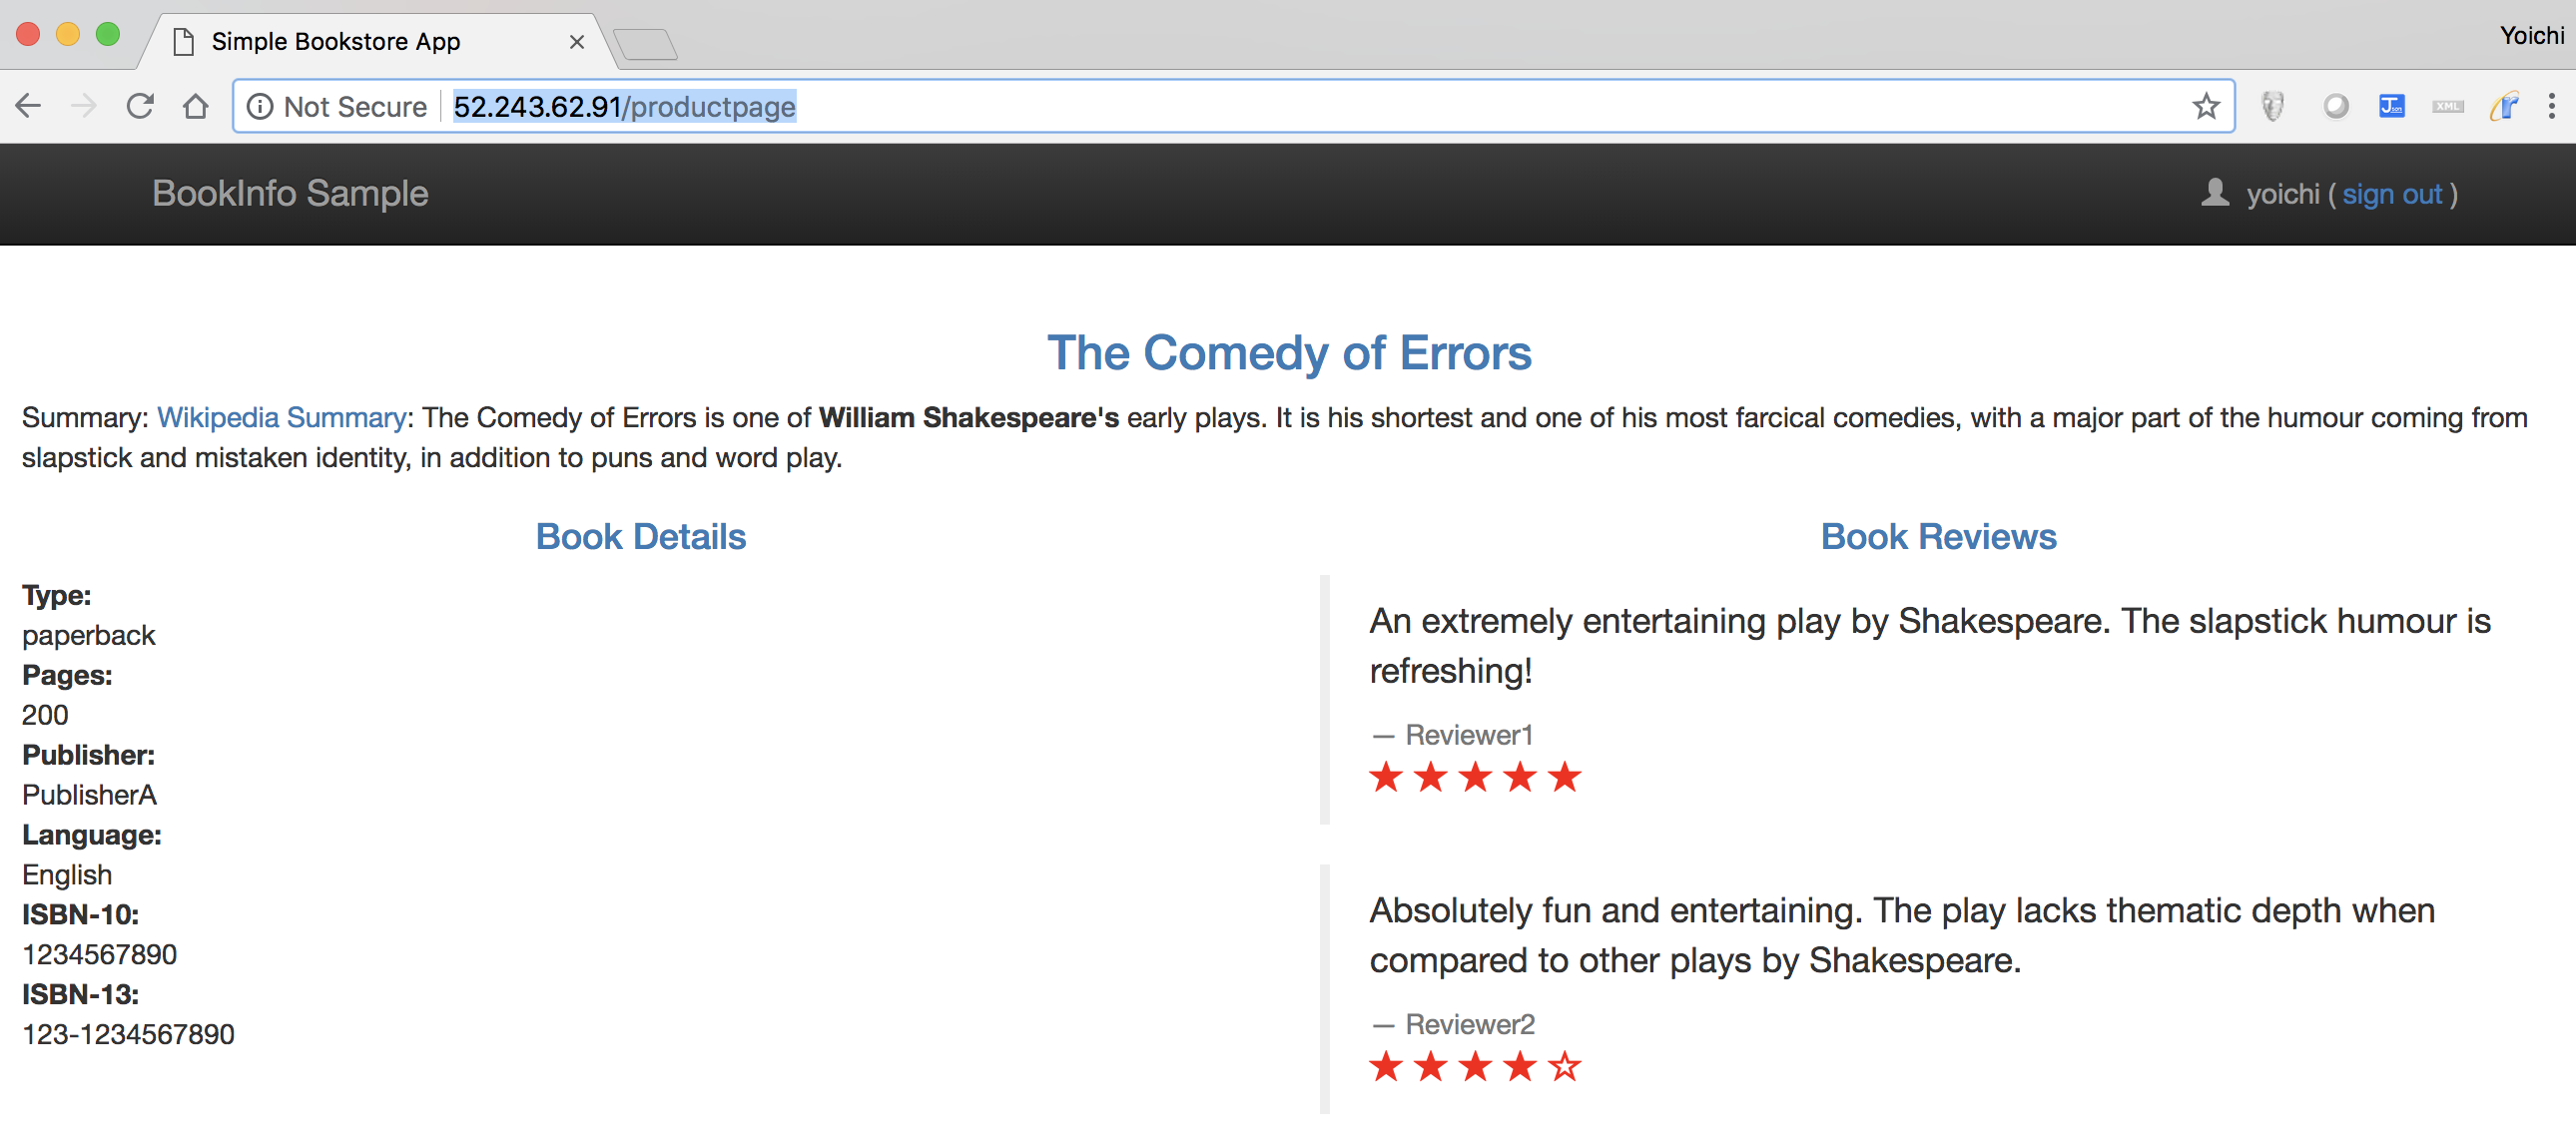 Simple Bookstore App
Yoichi
Not Secure 52.243.62.91/productpage
XML
BookInfo Sample
yoichi ( sign out )
The Comedy of Errors
Summary: Wikipedia Summary: The Comedy of Errors is one of William Shakespeare's early plays. It is his shortest and one of his most farcical comedies, with a major part of the humour coming from
slapstick and mistaken identity, in addition to puns and word play.
Book Details
Type:
paperback
Pages:
200
Publisher:
PublisherA
Language:
English
ISBN-10:
1234567890
ISBN-13:
123-1234567890
Book Reviews
An extremely entertaining play by Shakespeare. The slapstick humour is
refreshing!
— Reviewer1
Absolutely fun and entertaining. The play lacks thematic depth when
compared to other plays by Shakespeare.
— Reviewer2